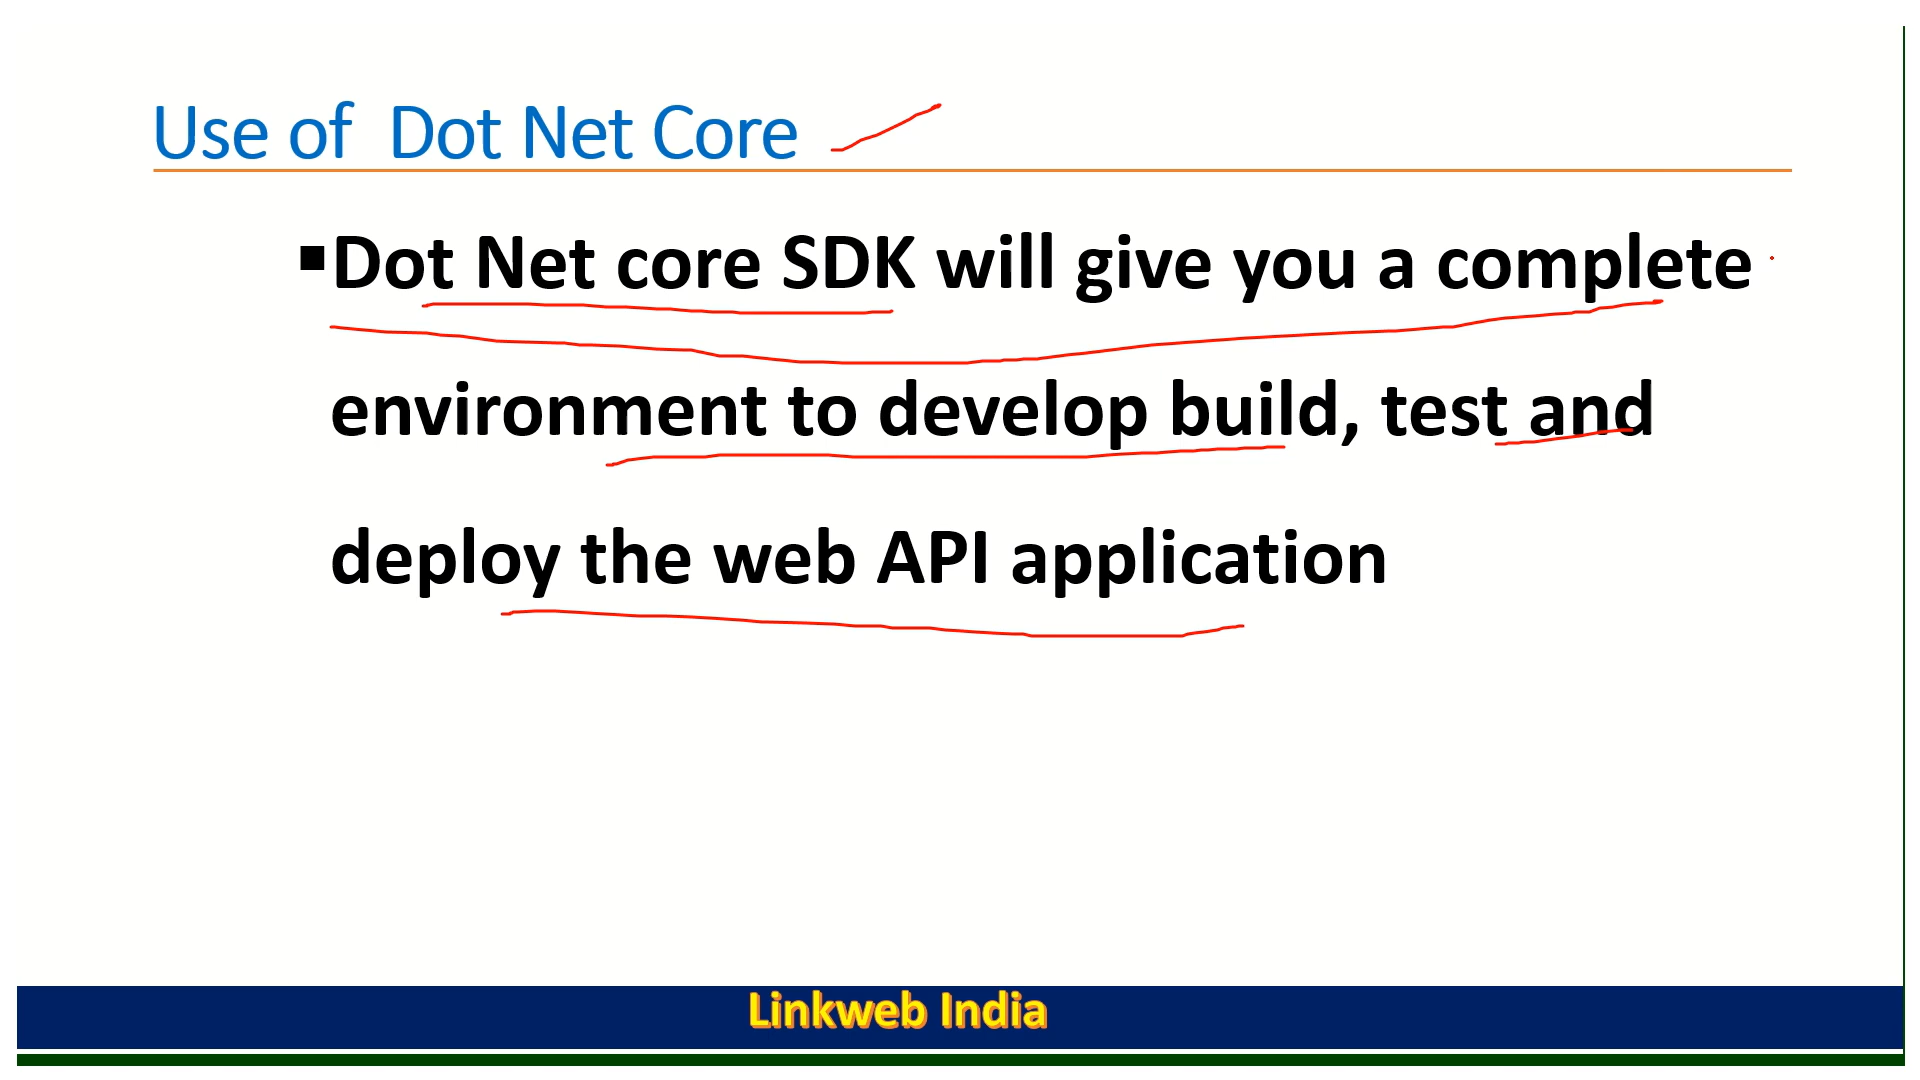 Use of Dot Net Core
▪Dot Net core SDK will give you a complete
environment to develop build, test and
deploy the web API application
Linkweb India